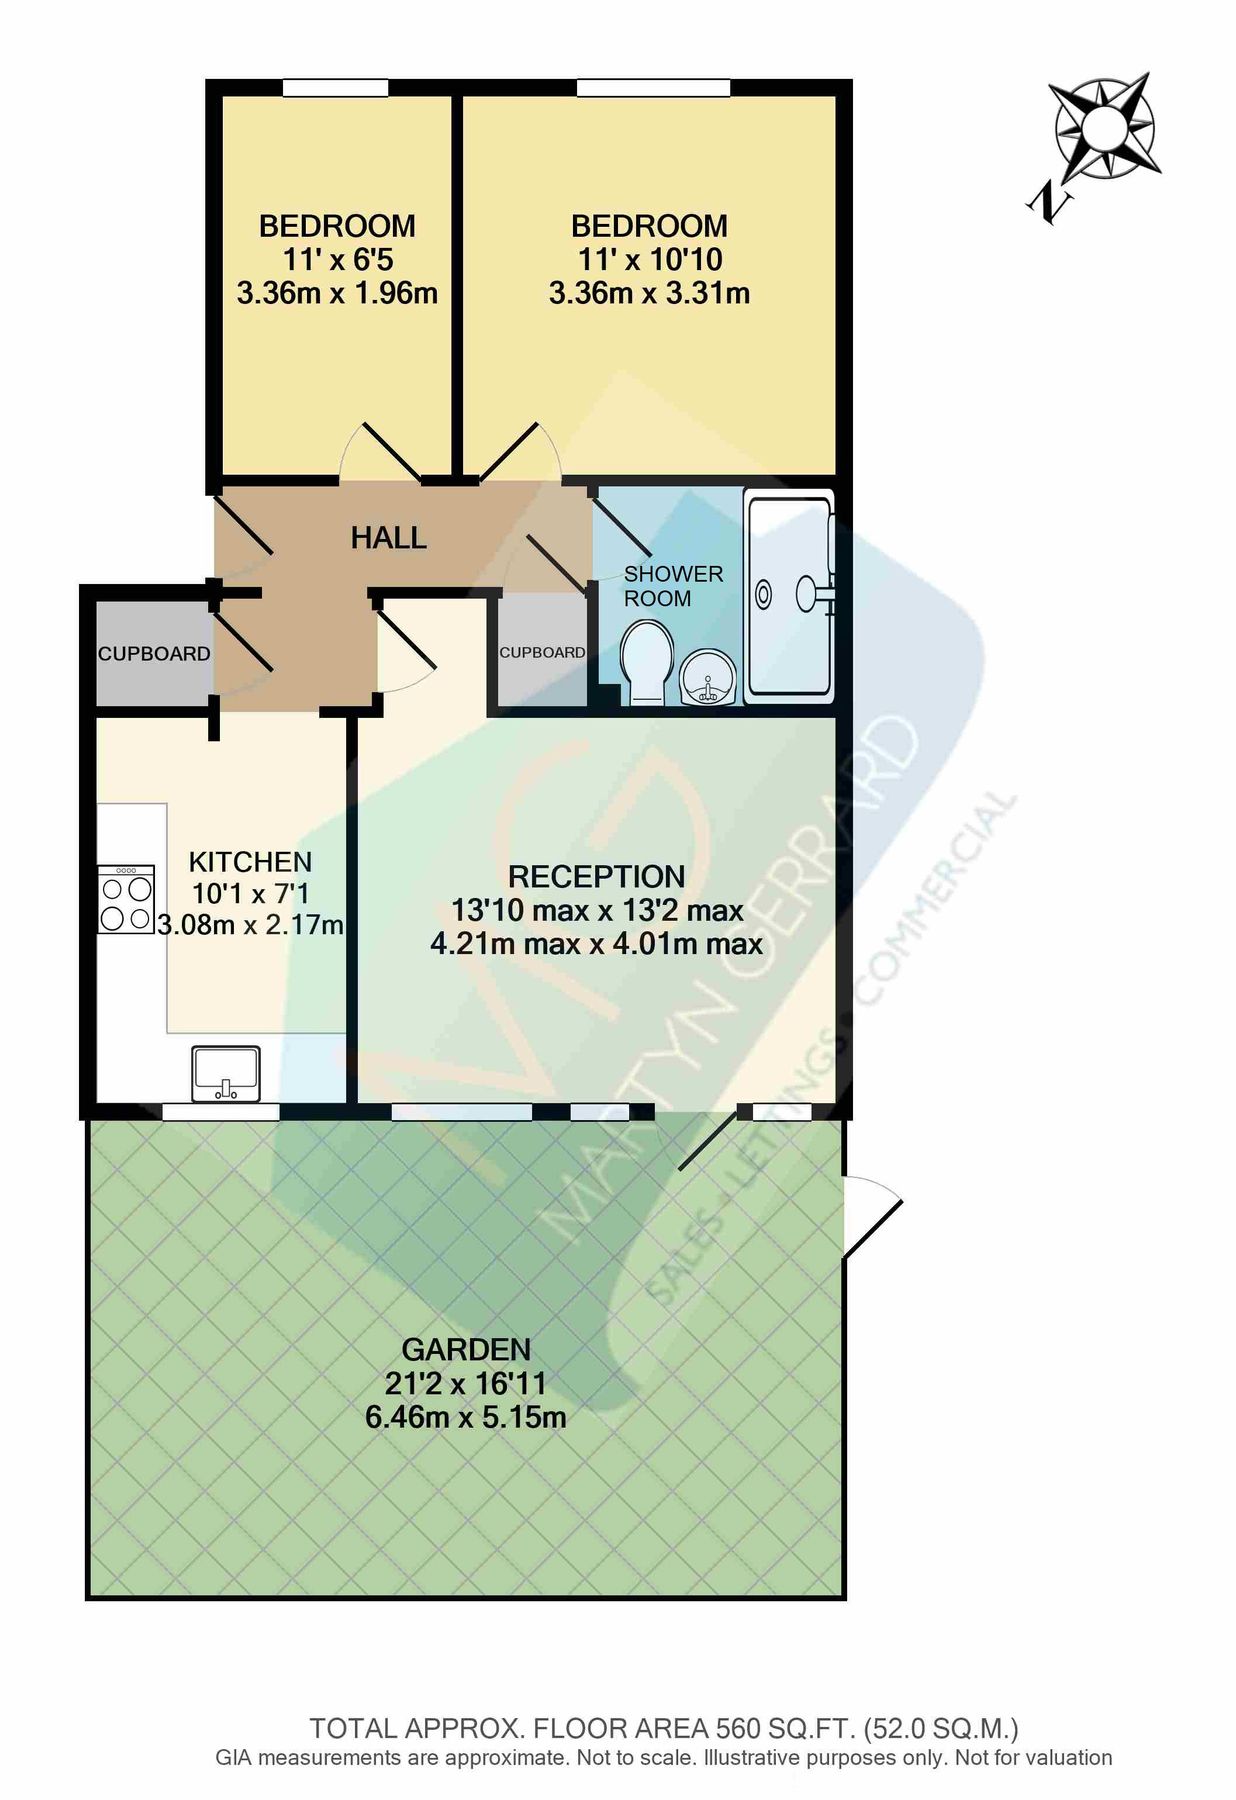 N
BEDROOM
11' x 6'5
3.36m x 1.96m
BEDROOM
11' x 10'10
3.36m x 3.31m
HALL
SHOWER
ROOM
CUPBOARD
CUPBOARD
KITCHEN
10'1 x 7'1
3.08m x 2.17m
RECEPTION
13'10 max x 13'2 max
4.21m max x 4.01m max
MG
MARTYN GERRARD
SALES • LETTINGS • COMMERCIAL
GARDEN
21'2 x 16'11
6.46m x 5.15m
TOTAL APPROX. FLOOR AREA 560 SQ.FT. (52.0 SQ.M.)
GIA measurements are approximate. Not to scale. Illustrative purposes only. Not for valuation